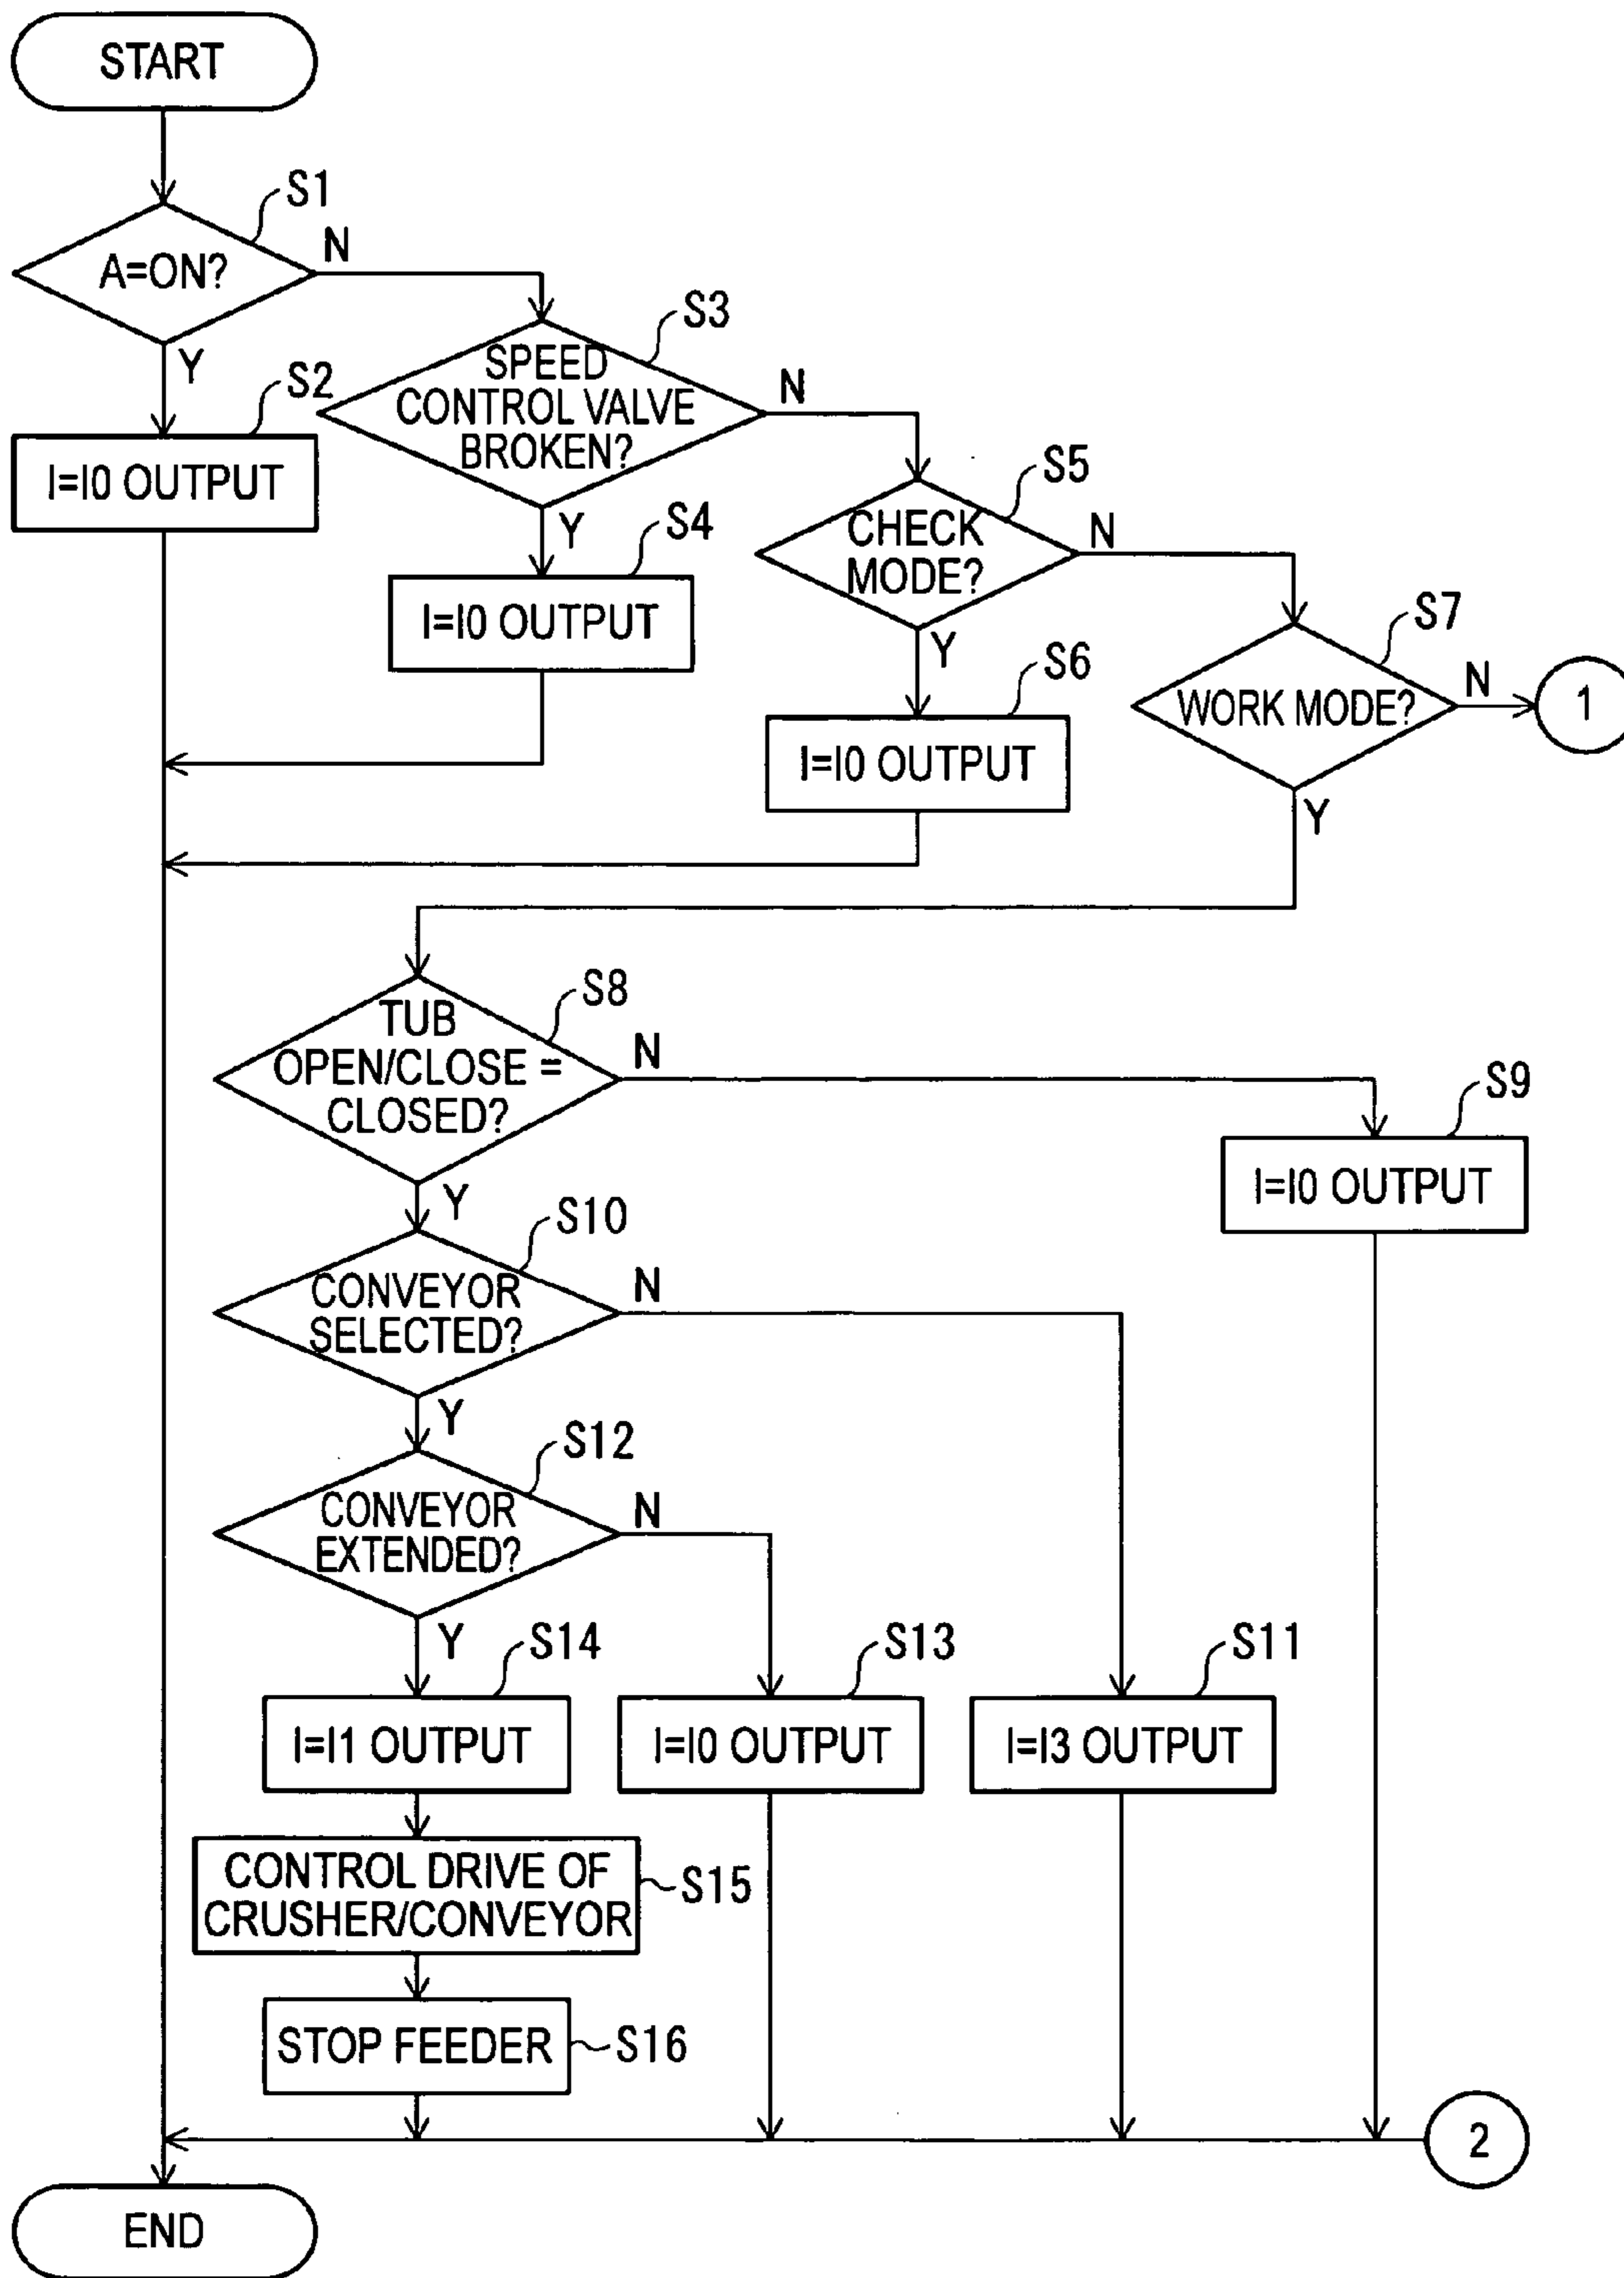 START
S1
A=ON?
N
Y
S2
I=I0 OUTPUT
S3
SPEED
CONTROL VALVE
BROKEN?
N
Y
S4
I=I0 OUTPUT
S5
CHECK
MODE?
N
Y
S6
I=I0 OUTPUT
S7
WORK MODE?
N
1
Y
S8
TUB
OPEN/CLOSE =
CLOSED?
N
S9
I=I0 OUTPUT
Y
S10
CONVEYOR
SELECTED?
N
Y
S12
CONVEYOR
EXTENDED?
N
Y
S14
I=I1 OUTPUT
S13
I=I0 OUTPUT
S11
I=I3 OUTPUT
CONTROL DRIVE OF
CRUSHER/CONVEYOR
S15
STOP FEEDER
S16
2
END